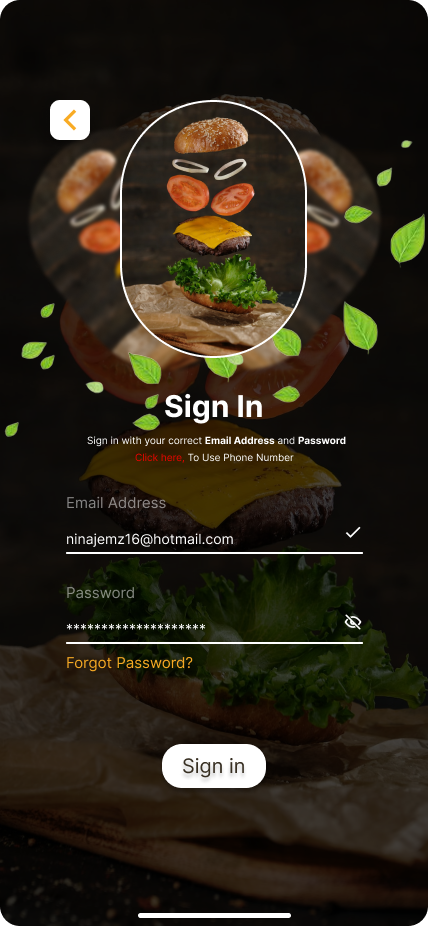 Sign In
Sign in with your correct Email Address and Password
Click here, To Use Phone Number
Email Address
ninajemz16@hotmail.com
Password
********************
Forgot Password?
Sign in